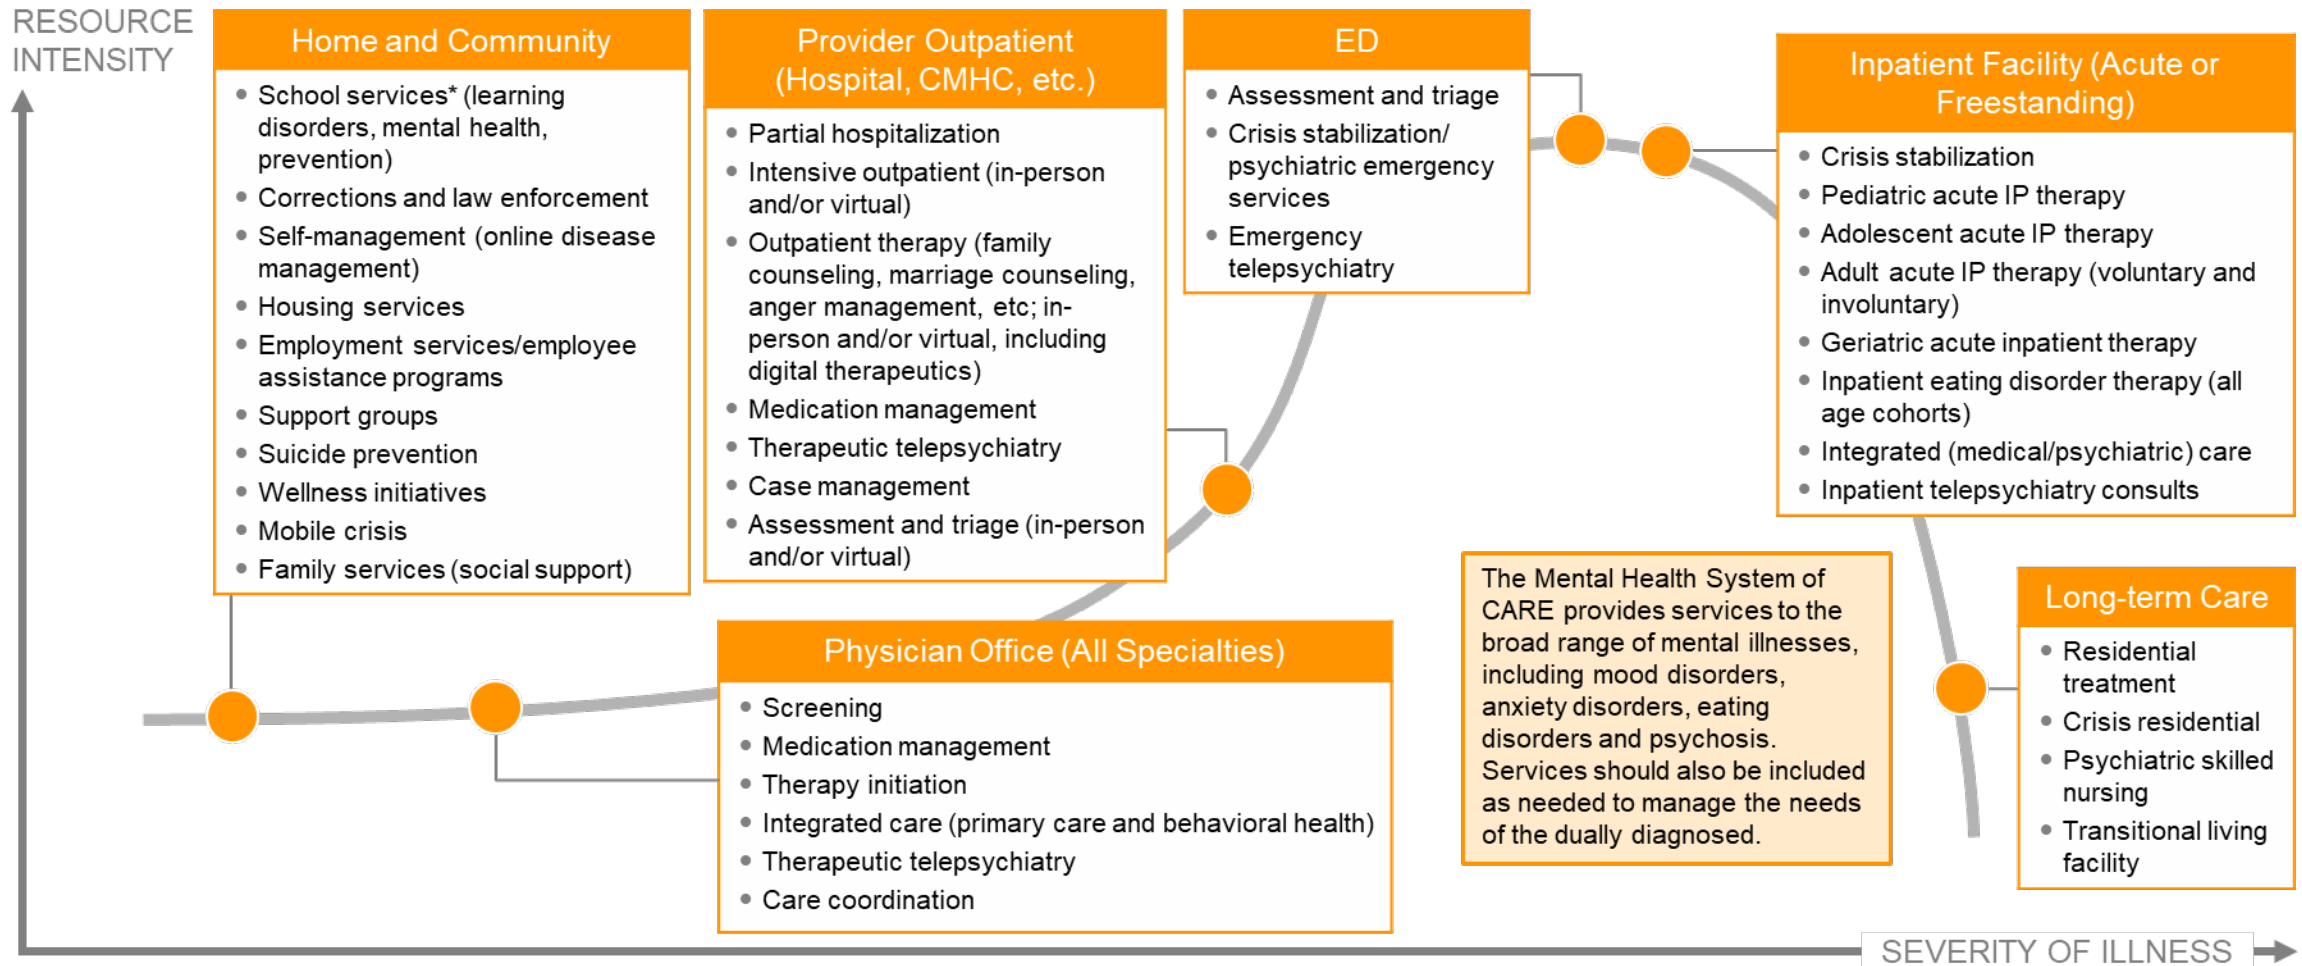 RESOURCE
INTENSITY
Home and Community
School services* (learning
disorders, mental health,
prevention)
Corrections and law enforcement
Self-management (online disease
management)
Housing services
Employment services/employee
assistance programs
Support groups
Suicide prevention
Wellness initiatives
Mobile crisis
Family services (social support)
Provider Outpatient
(Hospital, CMHC, etc.)
Partial hospitalization
Intensive outpatient (in-person
and/or virtual)
Outpatient therapy (family
counseling, marriage counseling,
anger management, etc; in-
person and/or virtual, including
digital therapeutics)
Medication management
Therapeutic telepsychiatry
Case management
Assessment and triage (in-person
and/or virtual)
ED
Assessment and triage
Crisis stabilization/
psychiatric emergency
services
Emergency
telepsychiatry
Inpatient Facility (Acute or
Freestanding)
Crisis stabilization
Pediatric acute IP therapy
Adolescent acute IP therapy
Adult acute IP therapy (voluntary and
involuntary)
Geriatric acute inpatient therapy
Inpatient eating disorder therapy (all
age cohorts)
Integrated (medical/psychiatric) care
Inpatient telepsychiatry consults
Physician Office (All Specialties)
Screening
Medication management
Therapy initiation
Integrated care (primary care and behavioral health)
Therapeutic telepsychiatry
Care coordination
The Mental Health System of
CARE provides services to the
broad range of mental illnesses,
including mood disorders,
anxiety disorders, eating
disorders and psychosis.
Services should also be included
as needed to manage the needs
of the dually diagnosed.
Long-term Care
Residential
treatment
Crisis residential
Psychiatric skilled
nursing
Transitional living
facility
SEVERITY OF ILLNESS